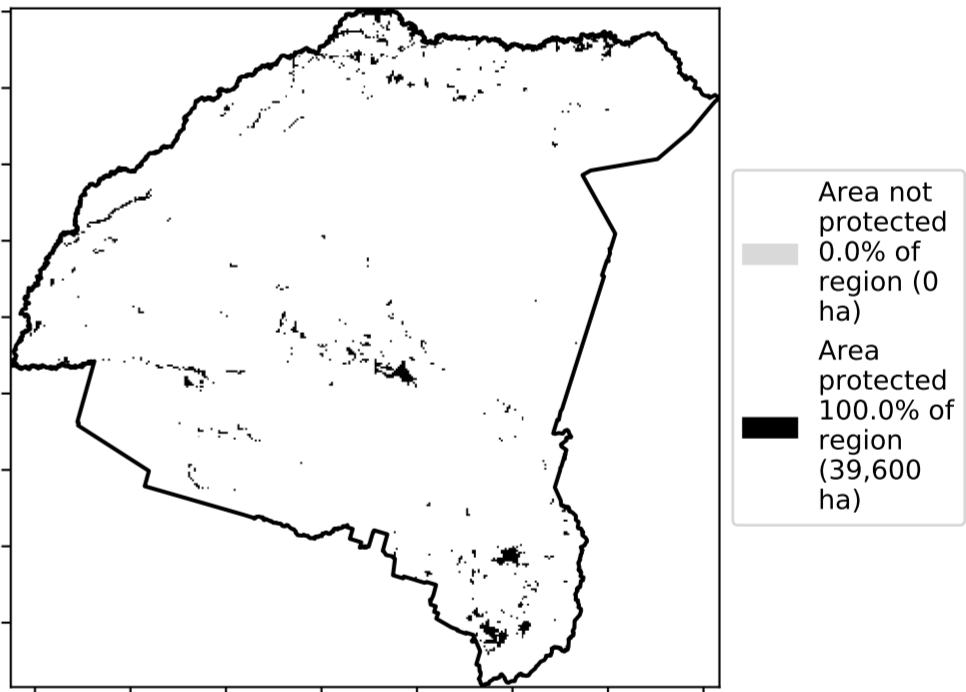 Area not
protected
0.0% of
region (0
ha)
Area
protected
100.0% of
region
(39,600
ha)